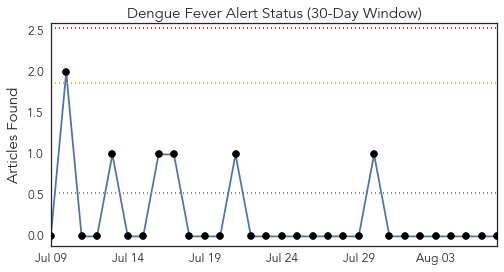 Dengue Fever Alert Status (30-Day Window)
Articles Found
2.5
2.0
1.5
1.0
0.5
0.0
Jul 09 Jul 14 Jul 19 Jul 24 Jul 29 Aug 03